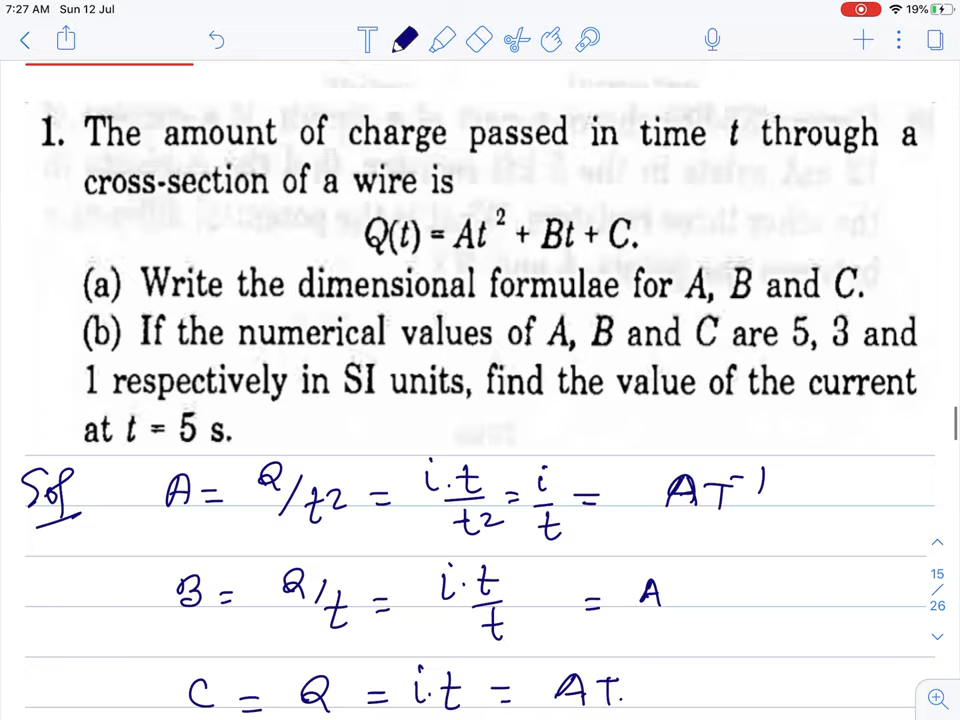 7:27 AM Sun 12 Jul
19%
T
1. The amount of charge passed in time t through a
cross-section of a wire is
Q(t) = At² + Bt + C.
(a) Write the dimensional formulae for A, B and C.
(b) If the numerical values of A, B and C are 5, 3 and
1 respectively in SI units, find the value of the current
at t = 5 s.
Sol A = Q/t2 = i.t/t2 = i/t = AT⁻¹
B = Q/t = i.t/t = A
C = Q = i.t = AT.
15
/
26